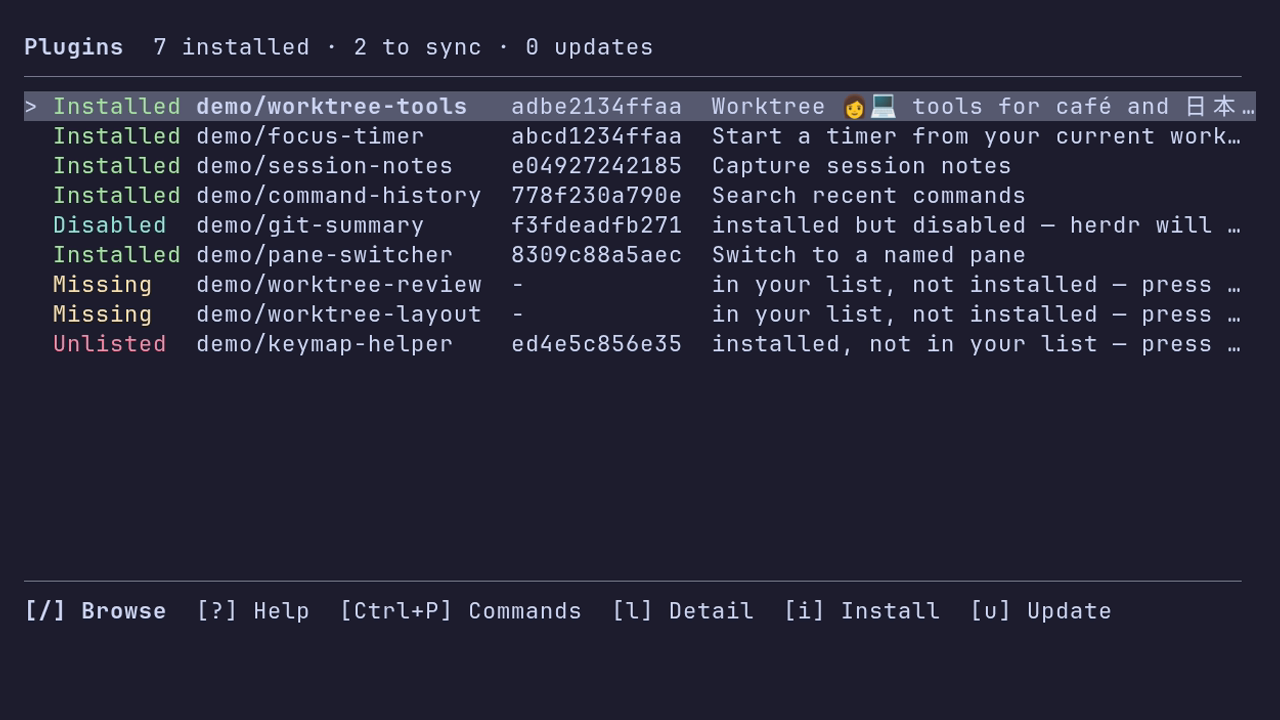 Plugins  7 installed · 2 to sync · 0 updates
> Installed demo/worktree-tools   adbe2134ffaa  Worktree 👩💻 tools for café and 日本…
Installed demo/focus-timer      abcd1234ffaa  Start a timer from your current work…
Installed demo/session-notes    e04927242185  Capture session notes
Installed demo/command-history  778f230a790e  Search recent commands
Disabled  demo/git-summary      f3fdeadfb271  installed but disabled — herdr will …
Installed demo/pane-switcher    8309c88a5aec  Switch to a named pane
Missing   demo/worktree-review  -             in your list, not installed — press …
Missing   demo/worktree-layout  -             in your list, not installed — press …
Unlisted  demo/keymap-helper    ed4e5c856e35  installed, not in your list — press …
[/] Browse  [?] Help  [Ctrl+P] Commands  [l] Detail  [i] Install  [u] Update